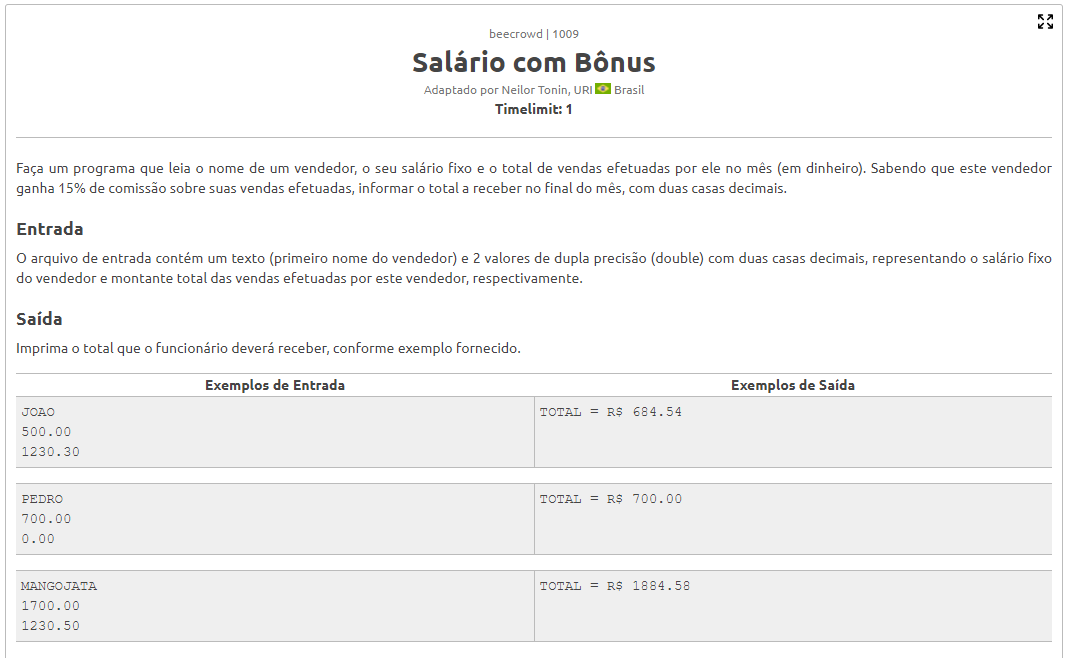 beecrowd | 1009
Salário com Bônus
Adaptado por Neilor Tonin, URI Brasil
Timelimit: 1
Faça um programa que leia o nome de um vendedor, o seu salário fixo e o total de vendas efetuadas por ele no mês (em dinheiro). Sabendo que este vendedor
ganha 15% de comissão sobre suas vendas efetuadas, informar o total a receber no final do mês, com duas casas decimais.
Entrada
O arquivo de entrada contém um texto (primeiro nome do vendedor) e 2 valores de dupla precisão (double) com duas casas decimais, representando o salário fixo
do vendedor e montante total das vendas efetuadas por este vendedor, respectivamente.
Saída
Imprima o total que o funcionário deverá receber, conforme exemplo fornecido.
Exemplos de Entrada Exemplos de Saída
JOAO TOTAL = R$ 684.54
500.00
1230.30
PEDRO TOTAL = R$ 700.00
700.00
0.00
MANGOJATA TOTAL = R$ 1884.58
1700.00
1230.50